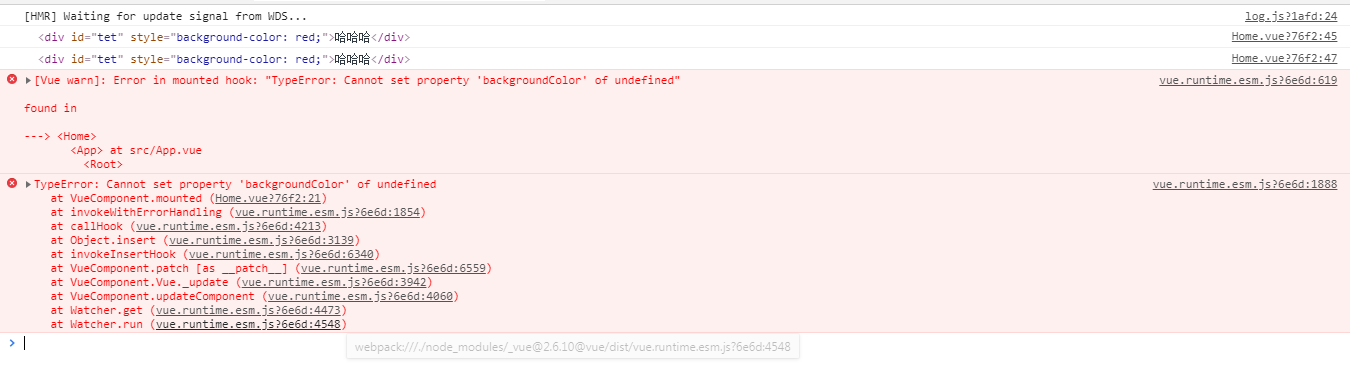 [HMR] Waiting for update signal from WDS... log.js?1afd:24
<div id="tet" style="background-color: red;">哈哈哈</div> Home.vue?76f2:45
<div id="tet" style="background-color: red;">哈哈哈</div> Home.vue?76f2:47
[Vue warn]: Error in mounted hook: "TypeError: Cannot set property 'backgroundColor' of undefined" vue.runtime.esm.js?6e6d:619
found in
---> <Home>
<App> at src/App.vue
<Root>
TypeError: Cannot set property 'backgroundColor' of undefined vue.runtime.esm.js?6e6d:1888
at VueComponent.mounted (Home.vue?76f2:21)
at invokeWithErrorHandling (vue.runtime.esm.js?6e6d:1854)
at callHook (vue.runtime.esm.js?6e6d:4213)
at Object.insert (vue.runtime.esm.js?6e6d:3139)
at invokeInsertHook (vue.runtime.esm.js?6e6d:6340)
at VueComponent.patch [as __patch__] (vue.runtime.esm.js?6e6d:6559)
at VueComponent.Vue._update (vue.runtime.esm.js?6e6d:3942)
at VueComponent.updateComponent (vue.runtime.esm.js?6e6d:4060)
at Watcher.get (vue.runtime.esm.js?6e6d:4473)
at Watcher.run (vue.runtime.esm.js?6e6d:4548)
webpack:///./node_modules/_vue@2.6.10@vue/dist/vue.runtime.esm.js?6e6d:4548